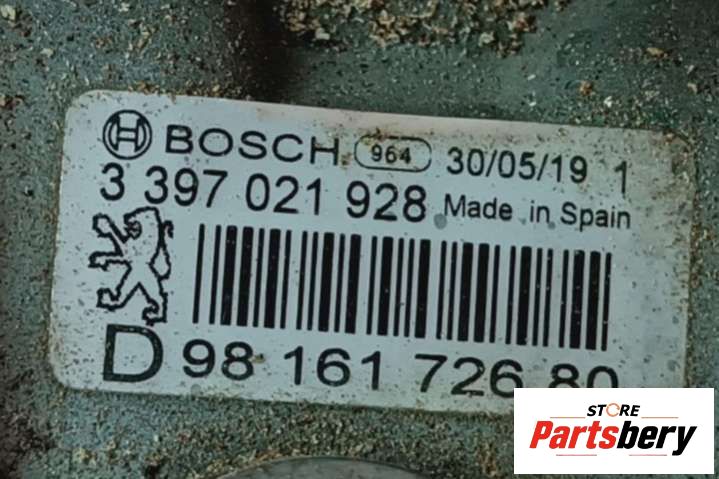 BOSCH 964 30/05/19 1
3 397 021 928 Made in Spain
D 98 161 726 80
STORE
Partsbery